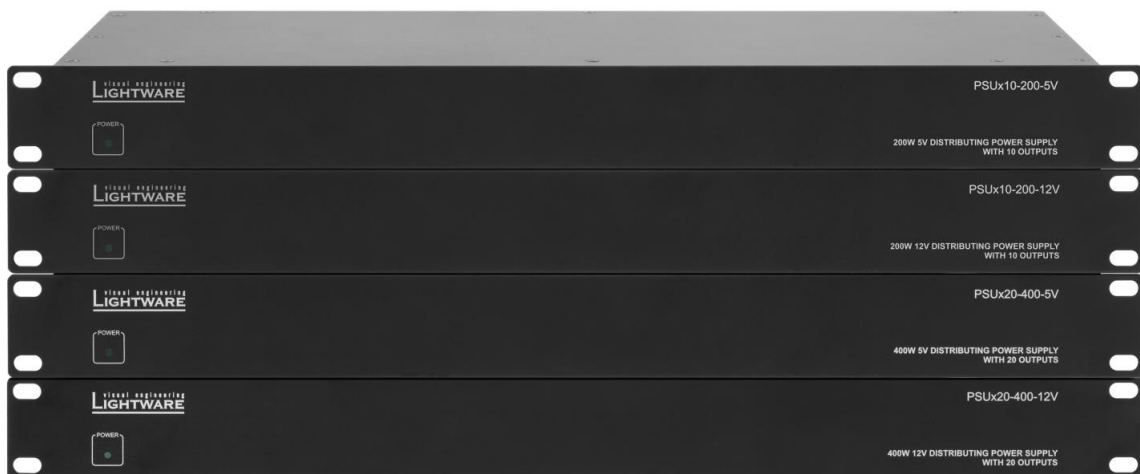 visual engineering
LIGHTWARE
PSUx10-200-5V
POWER
200W 5V DISTRIBUTING POWER SUPPLY
WITH 10 OUTPUTS
visual engineering
LIGHTWARE
PSUx10-200-12V
POWER
200W 12V DISTRIBUTING POWER SUPPLY
WITH 10 OUTPUTS
visual engineering
LIGHTWARE
PSUx20-400-5V
POWER
400W 5V DISTRIBUTING POWER SUPPLY
WITH 20 OUTPUTS
visual engineering
LIGHTWARE
PSUx20-400-12V
POWER
400W 12V DISTRIBUTING POWER SUPPLY
WITH 20 OUTPUTS